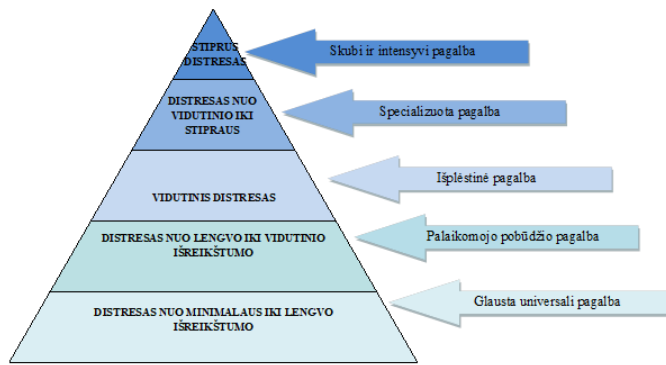 STIPRUS
DISTRESAS
Skubi ir intensyvi pagalba
DISTRESAS NUO
VIDUTINIO IKI
STIPRAUS
Specializuota pagalba
VIDUTINIS DISTRESAS
Išplėstinė pagalba
DISTRESAS NUO LENGVO IKI VIDUTINIO
IŠREIKŠTUMO
Palaikomojo pobūdžio pagalba
DISTRESAS NUO MINIMALAUS IKI LENGVO
IŠREIKŠTUMO
Glausta universali pagalba